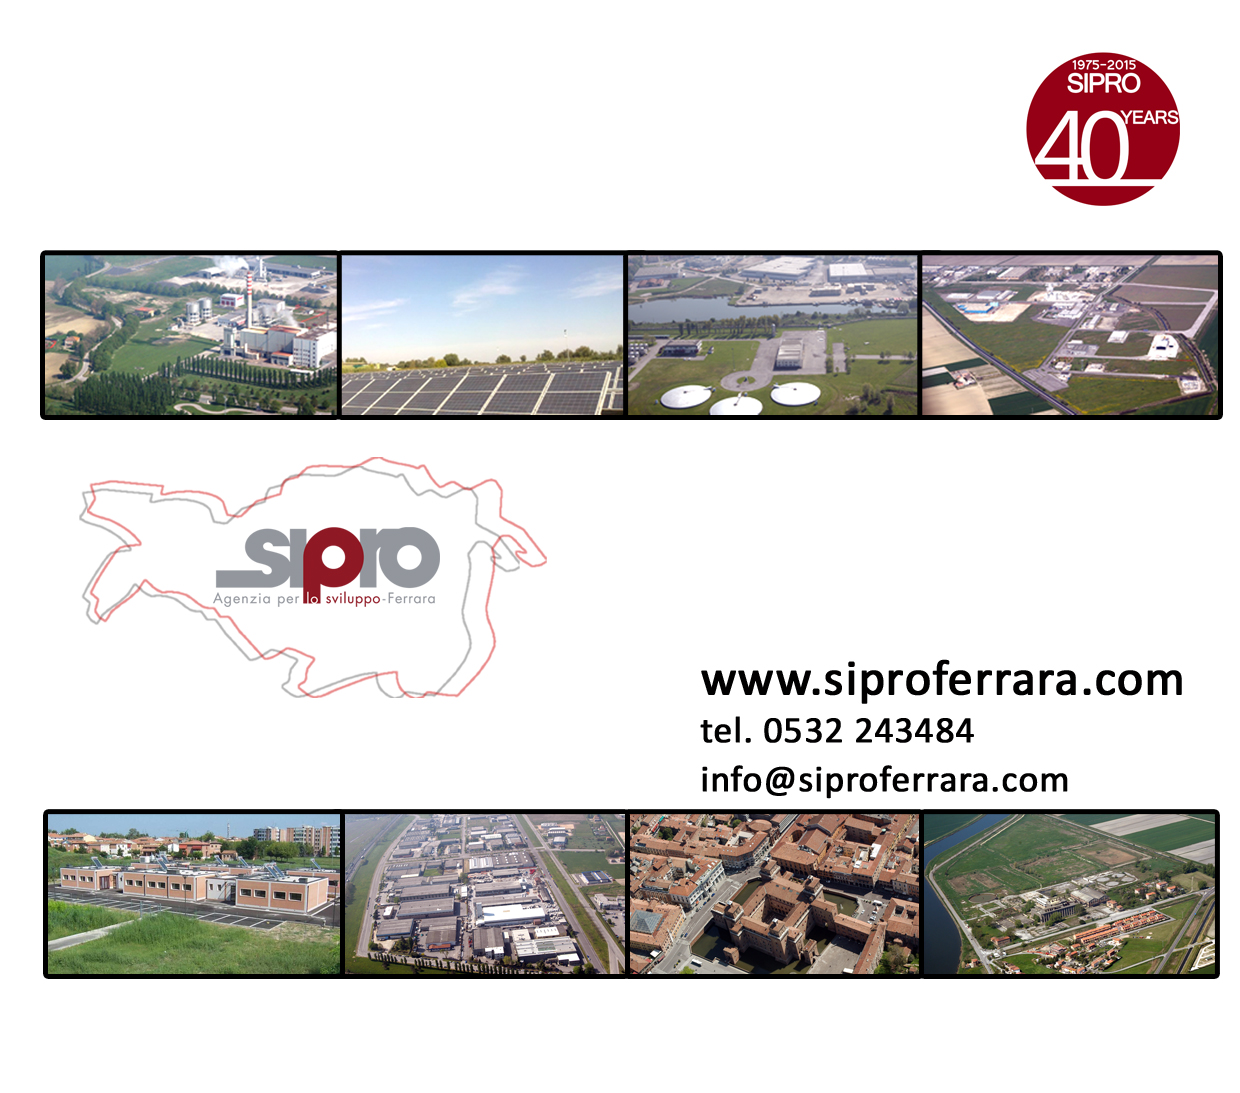 1975-2015
SIPRO
40 YEARS
sipro
Agenzia per lo sviluppo-Ferrara
www.siproferrara.com
tel. 0532 243484
info@siproferrara.com